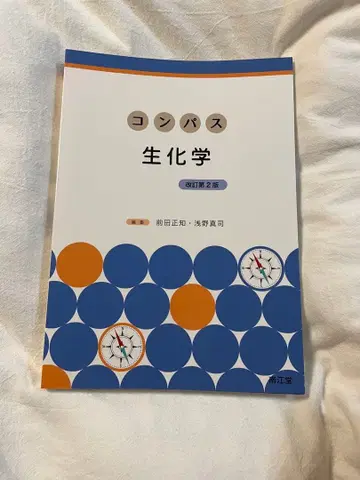 コンパス
生化学
改訂第2版
編集 前田正知・浅野真司
南江堂